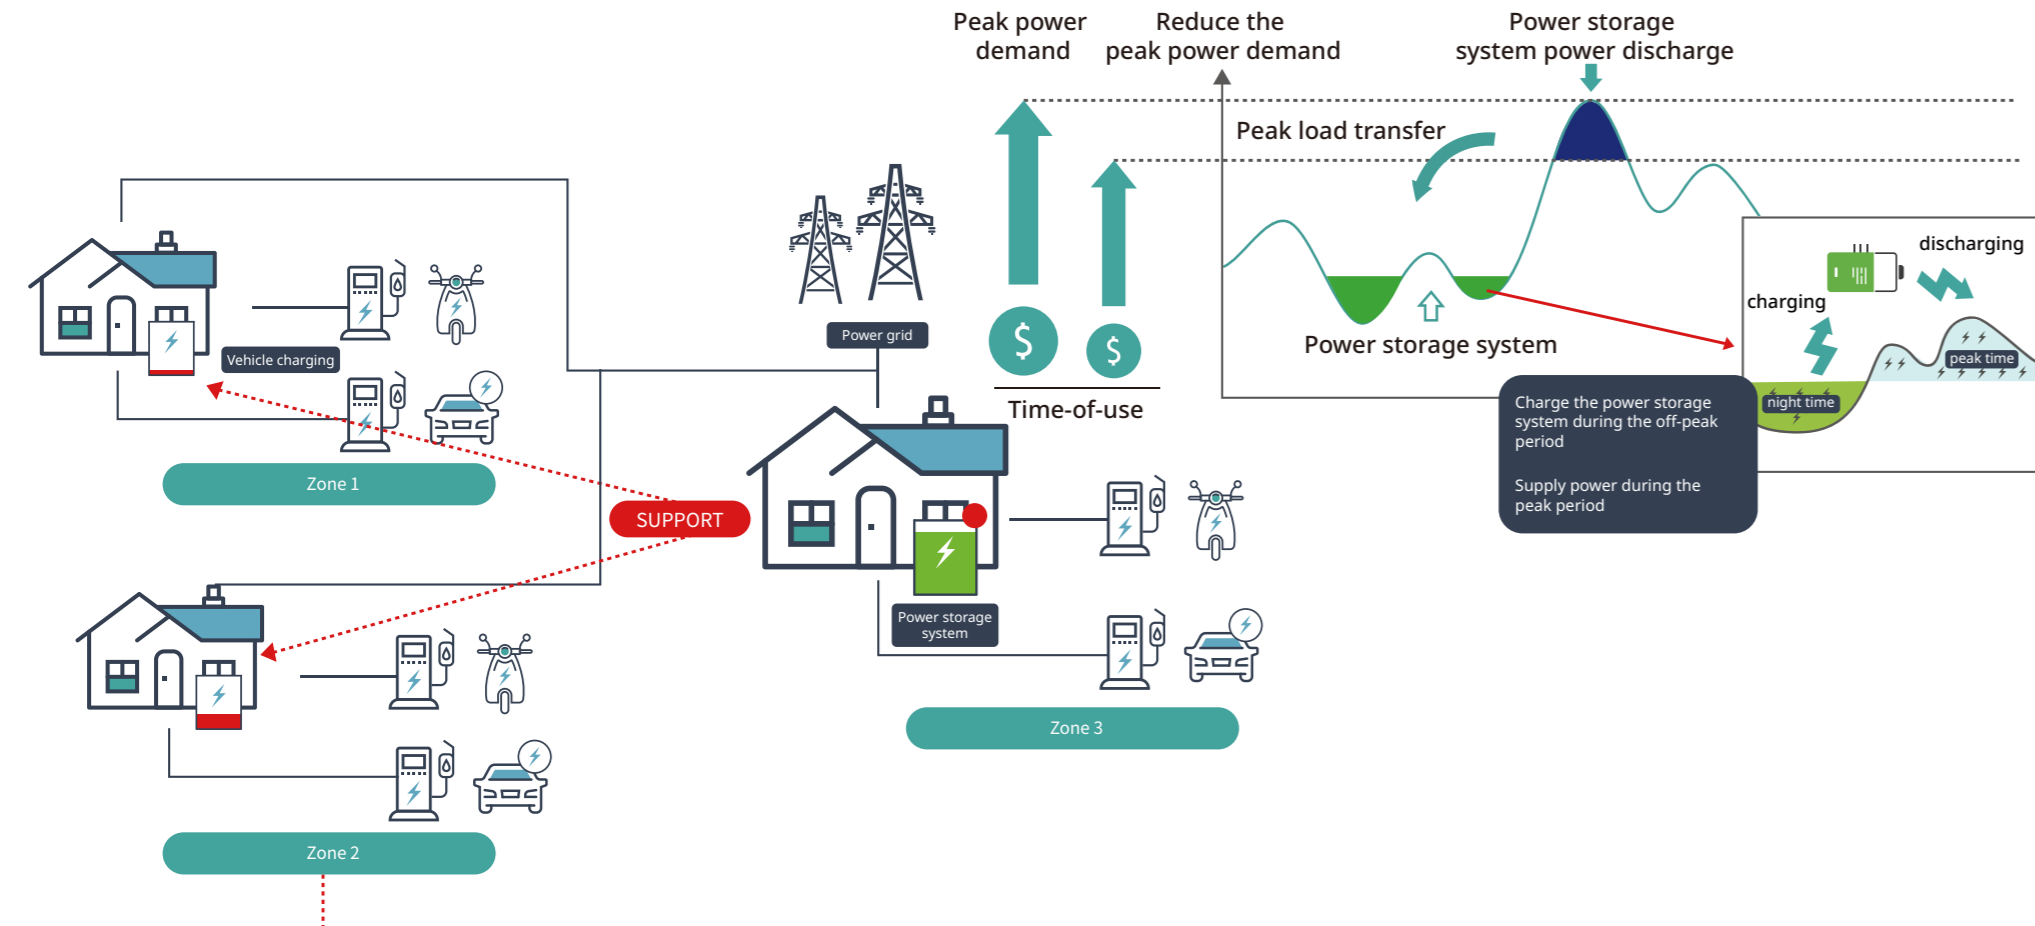 Peak power
demand
Reduce the
peak power demand
Power storage
system power discharge
Peak load transfer
Power storage system
discharging
charging
peak time
night time
Charge the power storage
system during the off-peak
period
Supply power during the
peak period
$
$
Time-of-use
Power grid
Vehicle charging
Zone 1
SUPPORT
Power storage
system
Zone 3
Zone 2